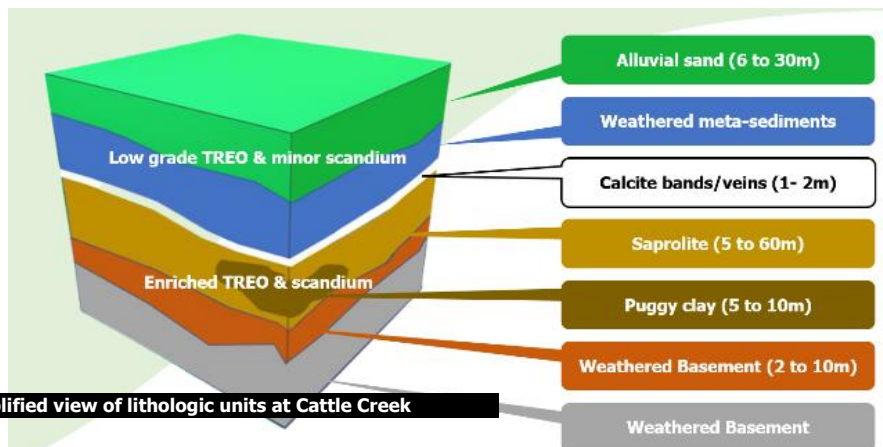 Alluvial sand (6 to 30m)
Weathered meta-sediments
Low grade TREO & minor scandium
Calcite bands/veins (1- 2m)
Saprolite (5 to 60m)
Enriched TREO & scandium
Puggy clay (5 to 10m)
Weathered Basement (2 to 10m)
view of lithologic units at Cattle Creek
Weathered Basement